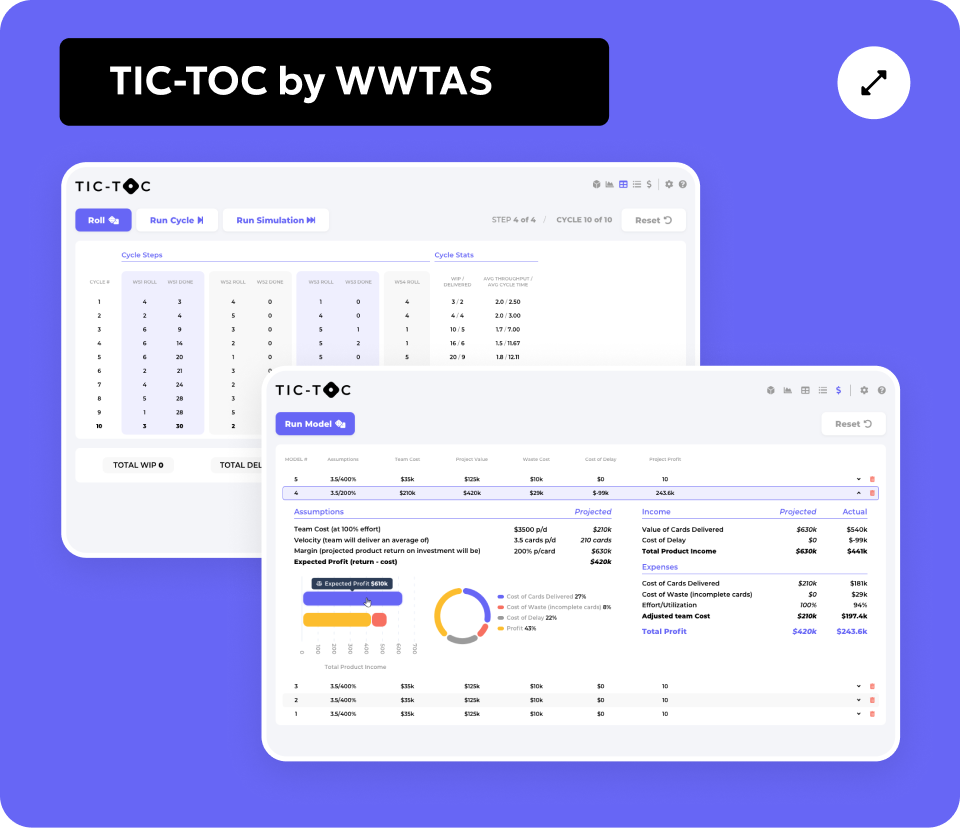 TIC-TOC by WWTAS
TIC-TOC
Roll
Run Cycle
Run Simulation
STEP 4 of 4 / CYCLE 10 of 10
Reset
Cycle Steps
Cycle Stats
CYCLE # WS1 ROLL WS1 DONE WS2 ROLL WS2 DONE WS3 ROLL WS3 DONE WS4 ROLL WIP / DELIVERED AVG THROUGHPUT / AVG CYCLE TIME
1 4 3 4 0 1 0 4 3 / 2 2.0 / 2.50
2 2 4 5 0 4 0 4 4 / 4 2.0 / 3.00
3 6 9 3 0 5 1 1 10 / 5 1.7 / 7.00
4 6 14 2 0 5 2 1 16 / 6 1.5 / 11.67
5 6 20 1 0 5 0 5 20 / 9 1.8 / 12.11
6 2 21 3
7 4 24 2
8 5 28 3
9 1 28 5
10 3 30 2
TOTAL WIP 0
TOTAL DEL
TIC-TOC
$
Run Model
Reset
MODEL # Assumptions Team Cost Project Value Waste Cost Cost of Delay Project Profit
5 3.5/400% $35k $125k $10k $0 10
4 3.5/200% $210k $420k $29k $-99k 243.6k
Assumptions Projected
Team Cost (at 100% effort) $3500 p/d $210k
Velocity (team will deliver an average of) 3.5 cards p/d 210 cards
Margin (projected product return on investment will be) 200% p/card $630k
Expected Profit (return - cost) $420k
Income Projected Actual
Value of Cards Delivered $630k $540k
Cost of Delay $0 $-99k
Total Product Income $630k $441k
Expenses
Cost of Cards Delivered $210k $181k
Cost of Waste (incomplete cards) $0 $29k
Effort/Utilization 100% 94%
Adjusted team Cost $210k $197.4k
Total Profit $420k $243.6k
Expected Profit $610k
0 100 200 300 400 500 600 700
Total Product Income
Cost of Cards Delivered 27%
Cost of Waste (incomplete cards) 8%
Cost of Delay 22%
Profit 43%
3 3.5/400% $35k $125k $10k $0 10
2 3.5/400% $35k $125k $10k $0 10
1 3.5/400% $35k $125k $10k $0 10